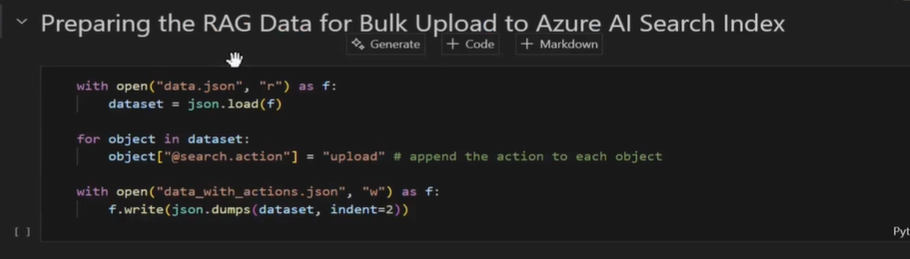 Preparing the RAG Data for Bulk Upload to Azure AI Search Index
Generate + Code + Markdown
with open("data.json", "r") as f:
    dataset = json.load(f)
for object in dataset:
    object["@search.action"] = "upload" # append the action to each object
with open("data_with_actions.json", "w") as f:
    f.write(json.dumps(dataset, indent=2))
[ ]
Pyt